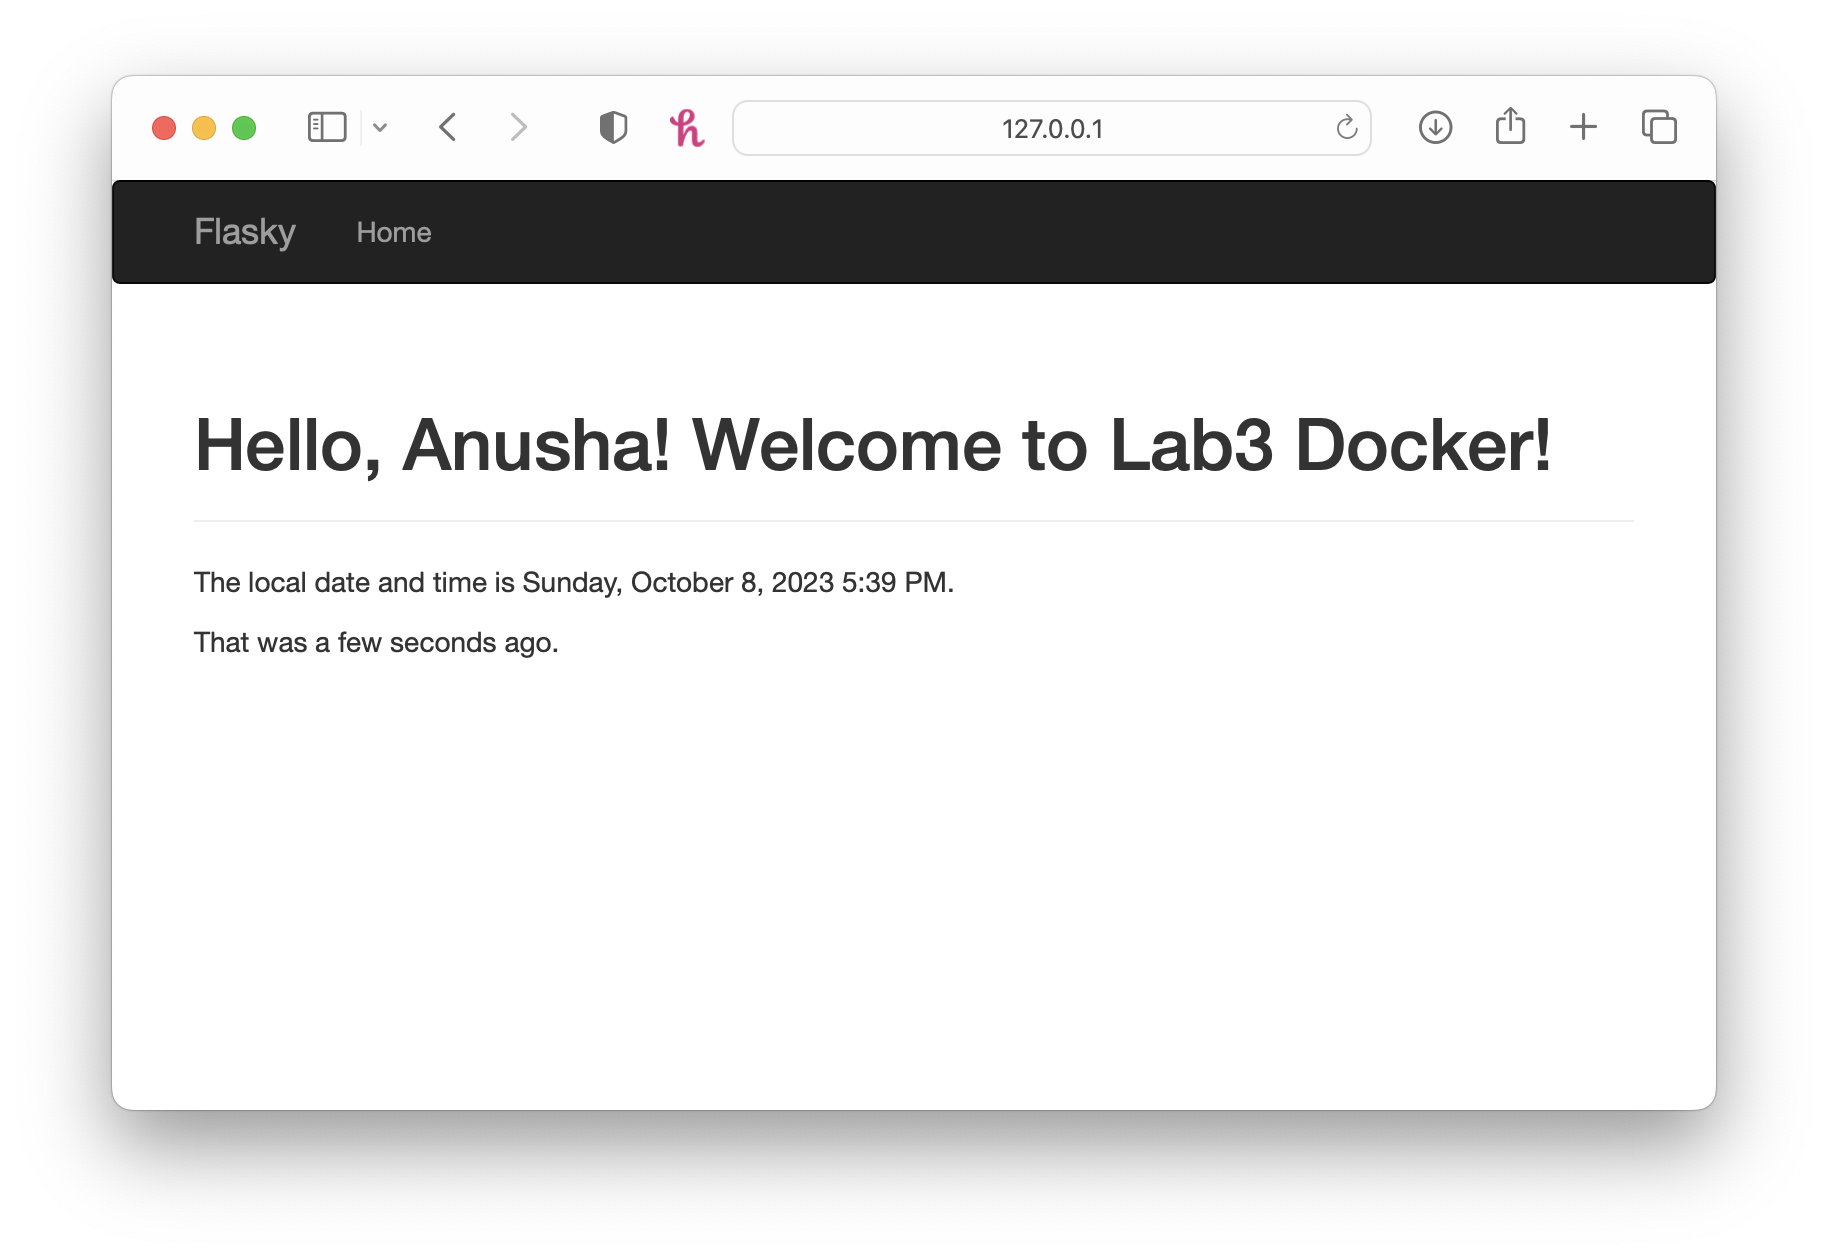 127.0.0.1
Flasky Home
Hello, Anusha! Welcome to Lab3 Docker!
The local date and time is Sunday, October 8, 2023 5:39 PM.
That was a few seconds ago.